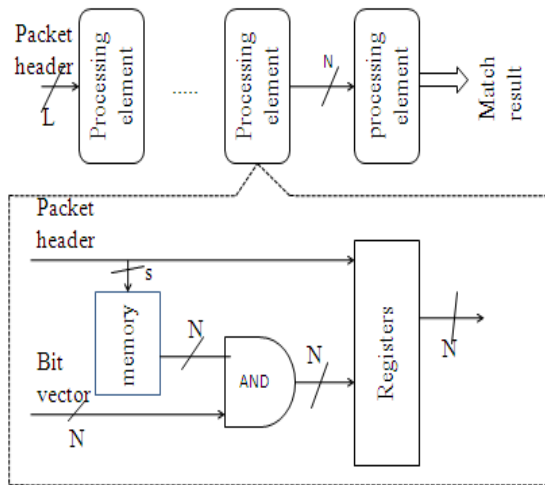 Packet
header
L
Processing
element
.....
Processing
element
N
processing
element
Match
result
Packet
header
s
memory
N
Bit
vector
N
AND
N
Registers
N